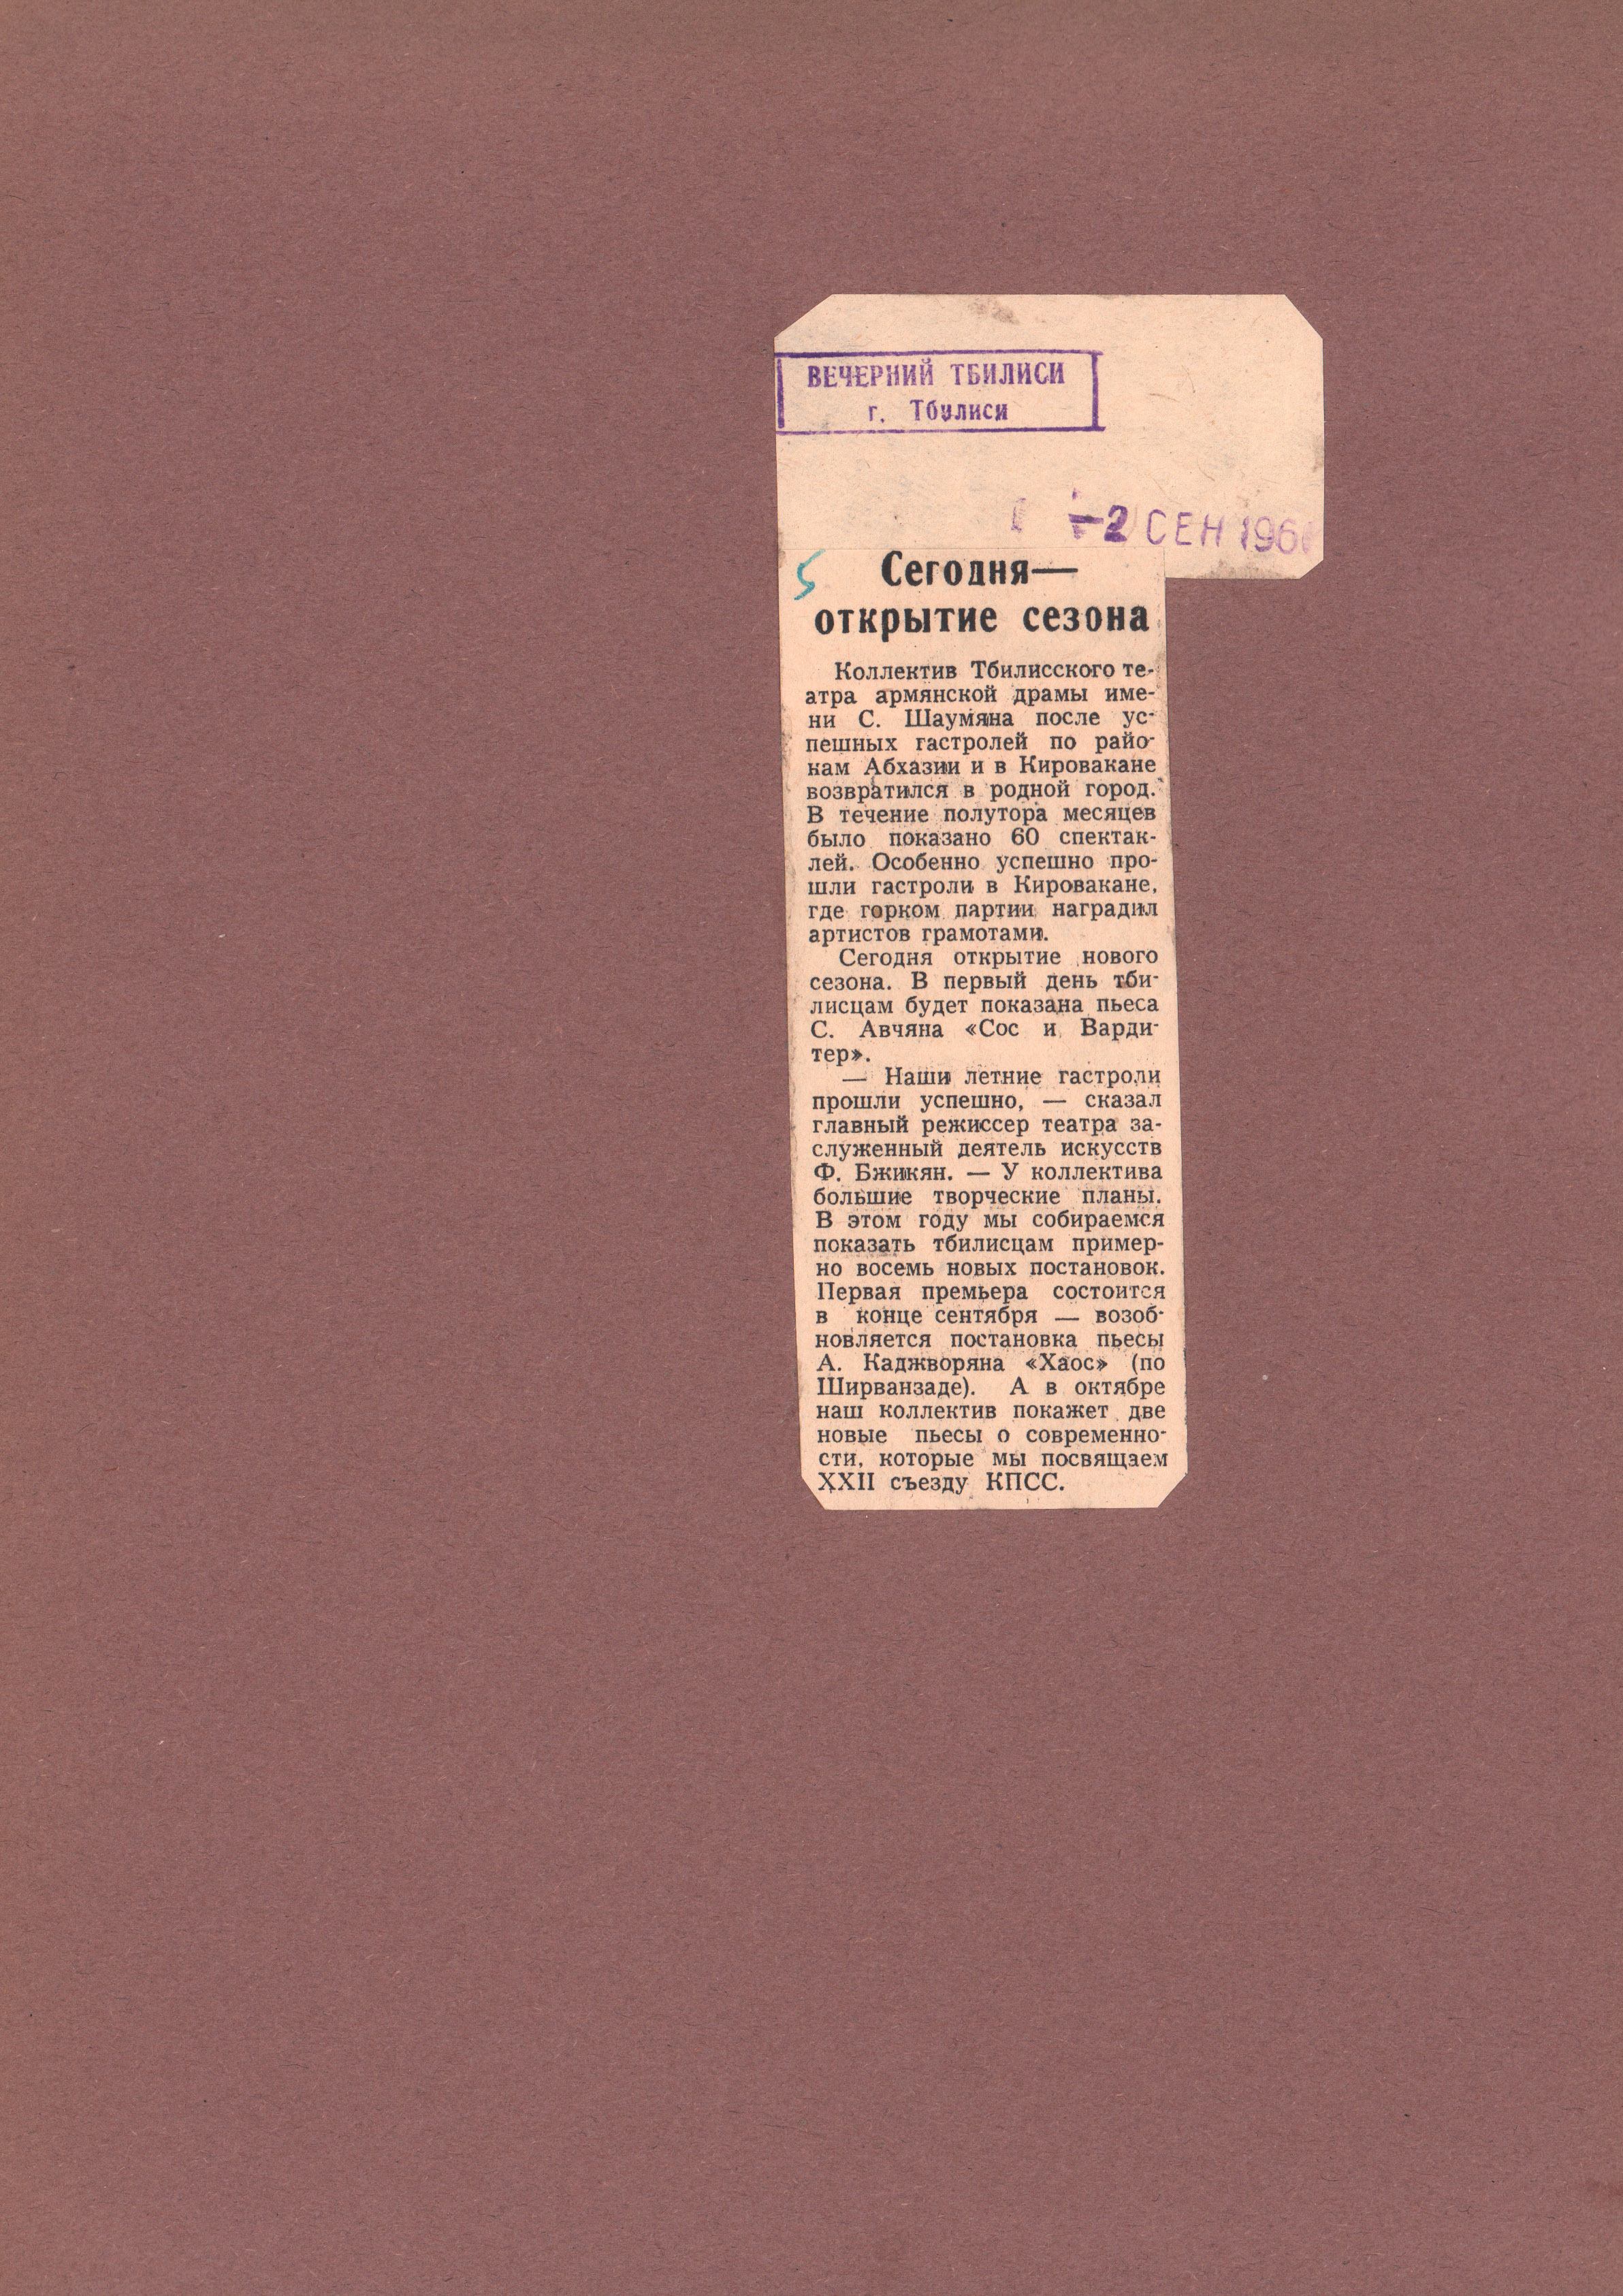 ВЕЧЕРНИЙ ТБИЛИСИ
г. Тбилиси
-2 СЕН 196
5
Сегодня—
открытие сезона
Коллектив Тбилисского те-
атра армянской драмы име-
ни С. Шаумяна после ус-
пешных гастролей по райо-
нам Абхазии и в Кировакане
возвратился в родной город.
В течение полутора месяцев
было показано 60 спектак-
лей. Особенно успешно про-
шли гастроли в Кировакане,
где горком партии наградил
артистов грамотами.
Сегодня открытие нового
сезона. В первый день тби-
лисцам будет показана пьеса
С. Авчяна «Сос и Варди-
тер».
— Наши летние гастроли
прошли успешно, — сказал
главный режиссер театра за-
служенный деятель искусств
Ф. Бжикян. — У коллектива
большие творческие планы.
В этом году мы собираемся
показать тбилисцам пример-
но восемь новых постановок.
Первая премьера состоится
в конце сентября — возоб-
новляется постановка пьесы
А. Каджворяна «Хаос» (по
Ширванзаде). А в октябре
наш коллектив покажет две
новые пьесы о современно-
сти, которые мы посвящаем
XXII съезду КПСС.